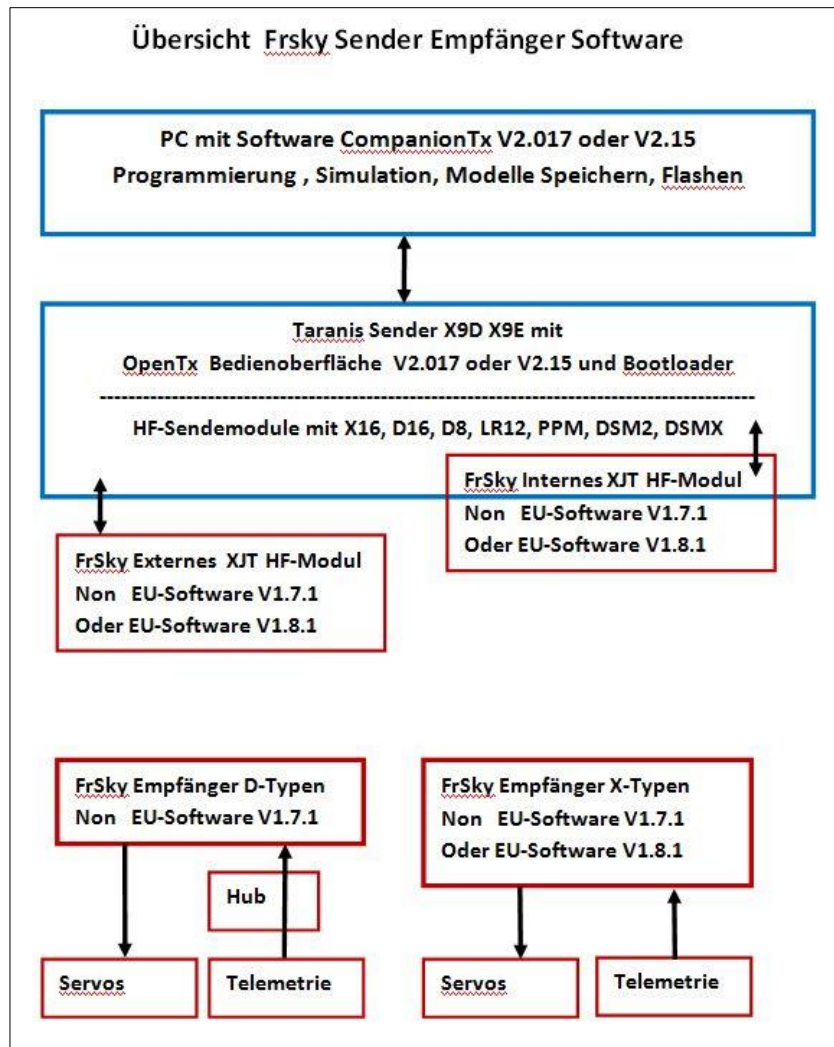 Übersicht Frsky Sender Empfänger Software
PC mit Software CompanionTx V2.017 oder V2.15
Programmierung , Simulation, Modelle Speichern, Flashen
Taranis Sender X9D X9E mit
OpenTx Bedienoberfläche V2.017 oder V2.15 und Bootloader
HF-Sendemodule mit X16, D16, D8, LR12, PPM, DSM2, DSMX
FrSky Internes XJT HF-Modul
Non EU-Software V1.7.1
Oder EU-Software V1.8.1
FrSky Externes XJT HF-Modul
Non EU-Software V1.7.1
Oder EU-Software V1.8.1
FrSky Empfänger D-Typen
Non EU-Software V1.7.1
FrSky Empfänger X-Typen
Non EU-Software V1.7.1
Oder EU-Software V1.8.1
Hub
Servos
Telemetrie
Servos
Telemetrie